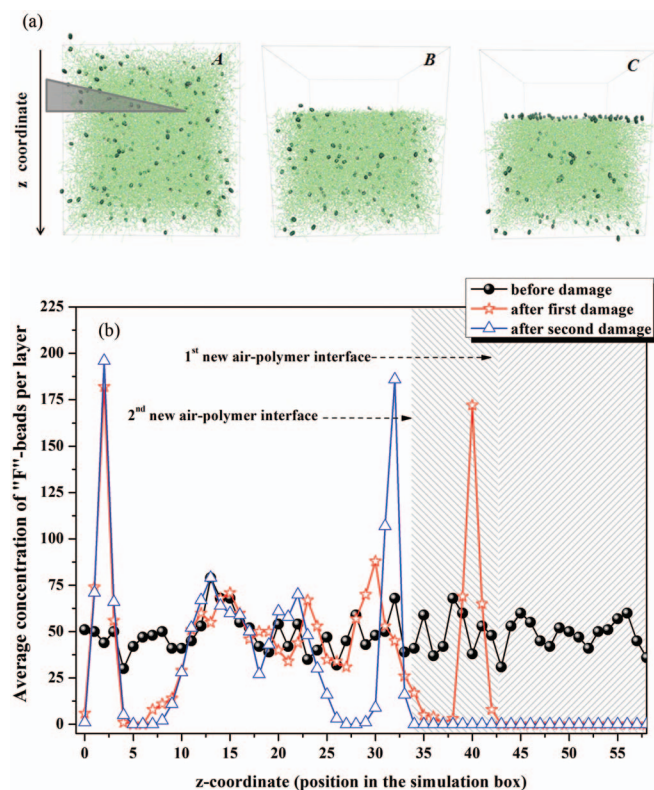 (a)
A
B
C
z coordinate
before damage
after first damage
after second damage
(b)
1st new air-polymer interface
2nd new air-polymer interface
Average concentration of "F"-beads per layer
225
200
175
150
125
100
75
50
25
0
0 5 10 15 20 25 30 35 40 45 50 55
z-coordinate (position in the simulation box)